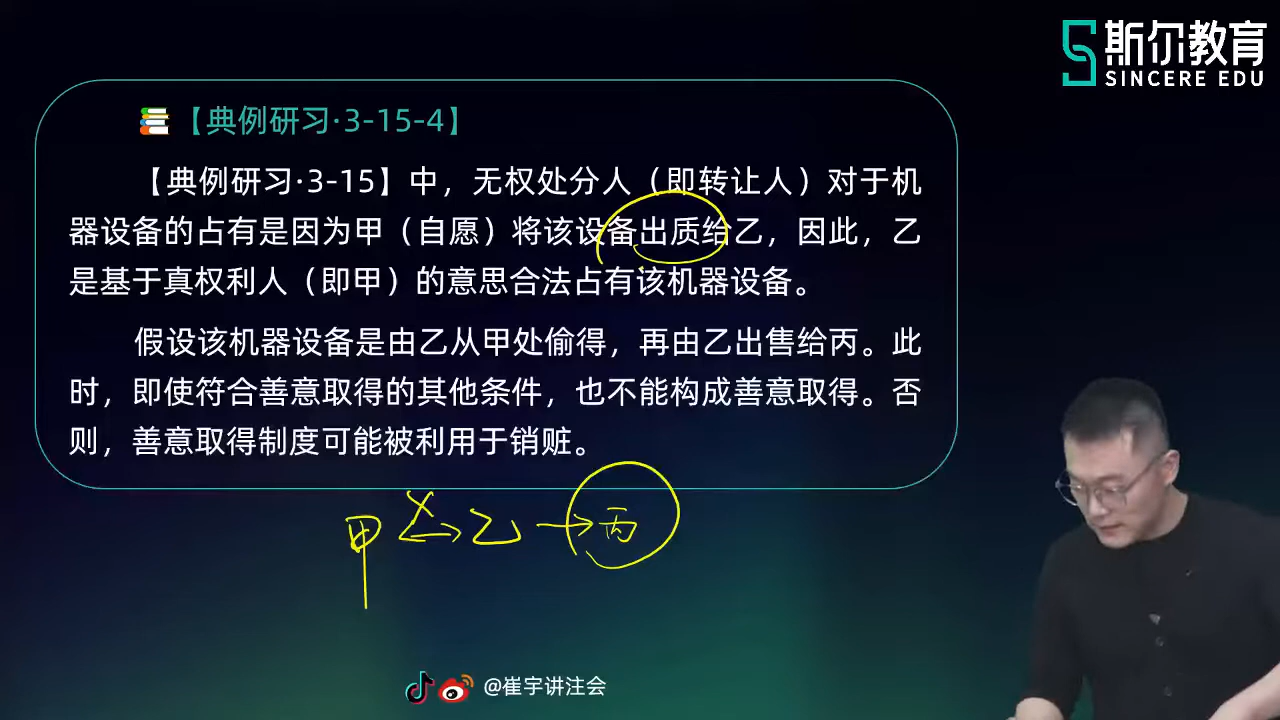 斯尔教育
SINCERE EDU
【典例研习·3-15-4】
【典例研习·3-15】中，无权处分人（即转让人）对于机
器设备的占有是因为甲（自愿）将该设备出质给乙，因此，乙
是基于真权利人（即甲）的意思合法占有该机器设备。
假设该机器设备是由乙从甲处偷得，再由乙出售给丙。此
时，即使符合善意取得的其他条件，也不能构成善意取得。否
则，善意取得制度可能被利用于销赃。
甲 X 乙 → 丙
@崔宇讲注会